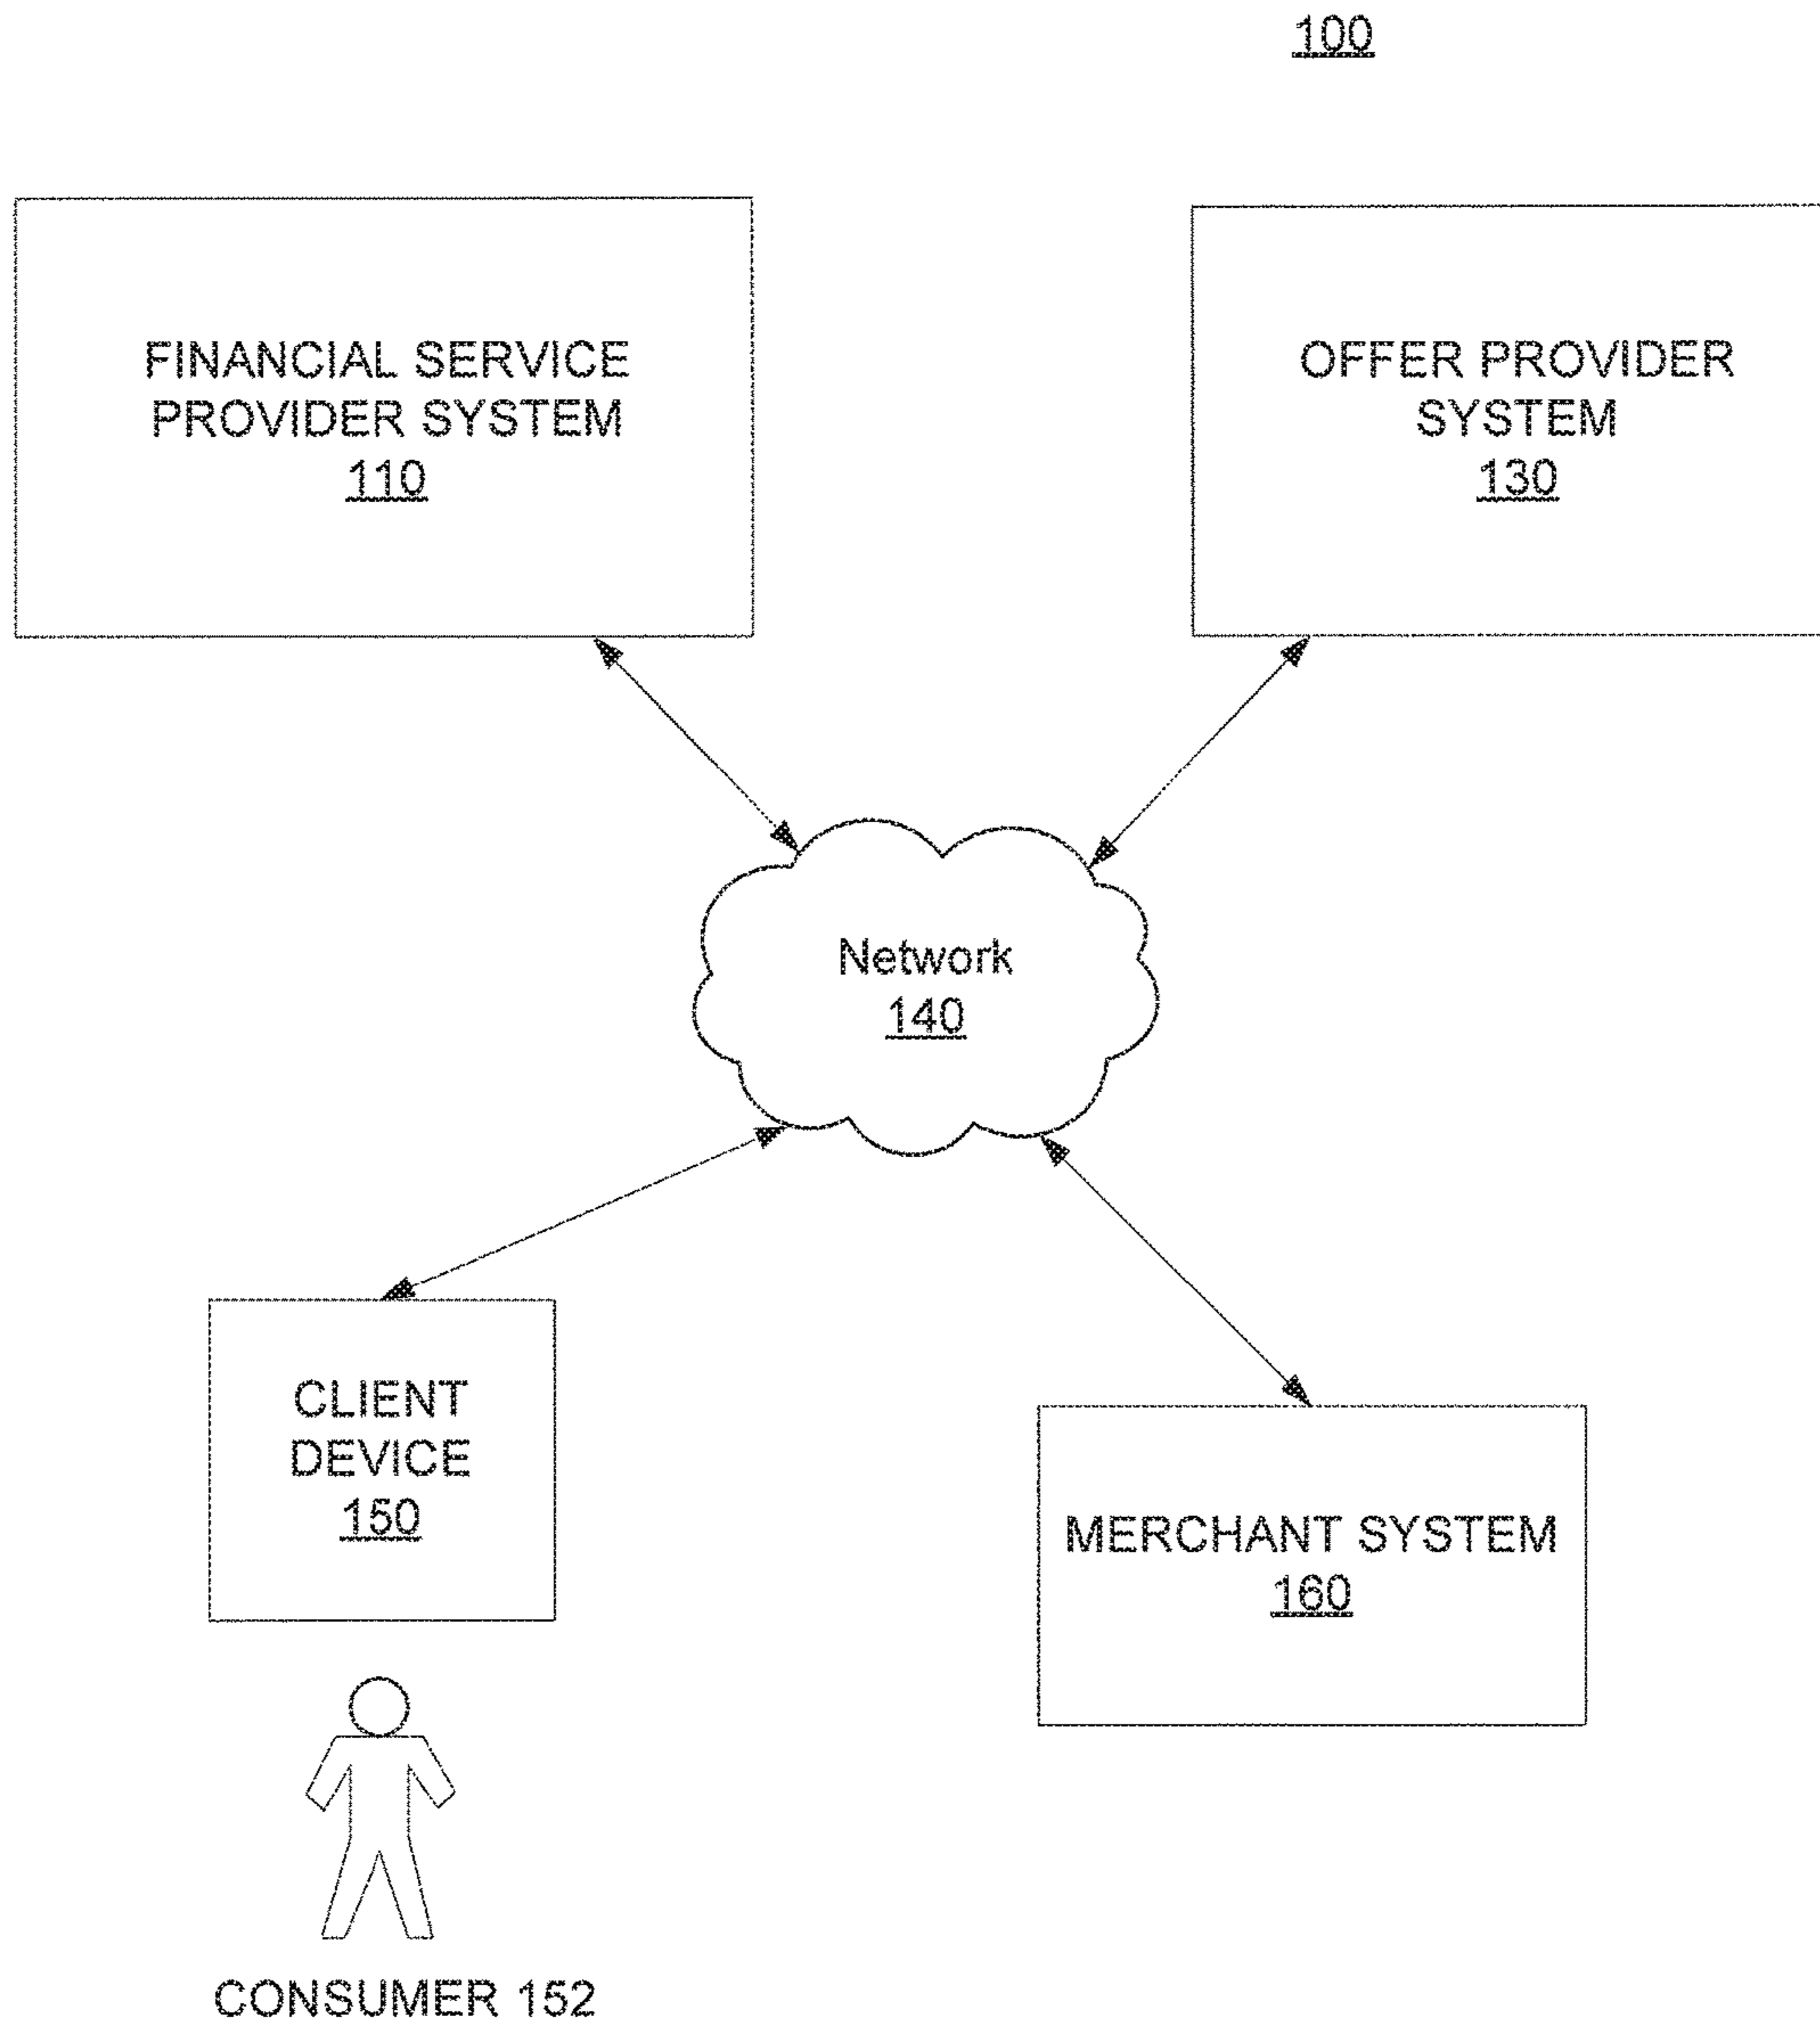 100
FINANCIAL SERVICE
PROVIDER SYSTEM
110
OFFER PROVIDER
SYSTEM
130
Network
140
CLIENT
DEVICE
150
MERCHANT SYSTEM
160
CONSUMER 152